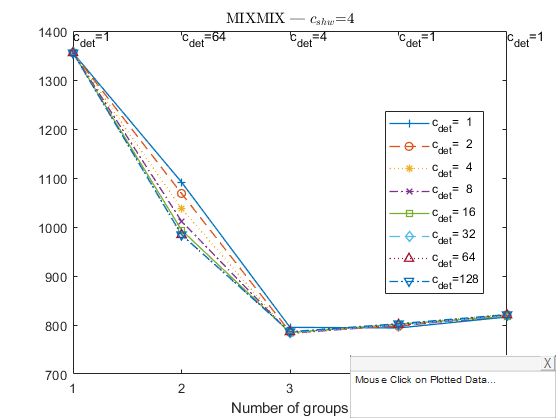 MIXMIX — c_shw=4
1400 c_det=1 c_det=64 c_det=4 c_det=1 c_det=1
1300
1200
1100
1000
900
800
700
c_det= 1
c_det= 2
c_det= 4
c_det= 8
c_det= 16
c_det= 32
c_det= 64
c_det=128
X
Mouse Click on Plotted Data...
1 2 3
Number of groups